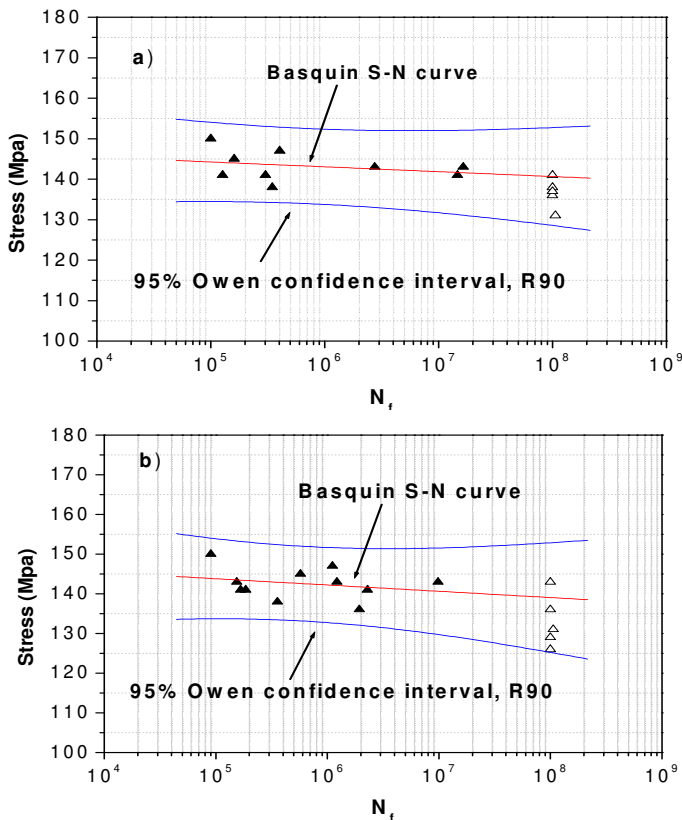 180
170
160
150
140
130
120
110
100
Stress (Mpa)
a)
Basquin S-N curve
95% Owen confidence interval, R90
10^4 10^5 10^6 10^7 10^8 10^9
N_f
180
170
160
150
140
130
120
110
100
Stress (Mpa)
b)
Basquin S-N curve
95% Owen confidence interval, R90
10^4 10^5 10^6 10^7 10^8 10^9
N_f